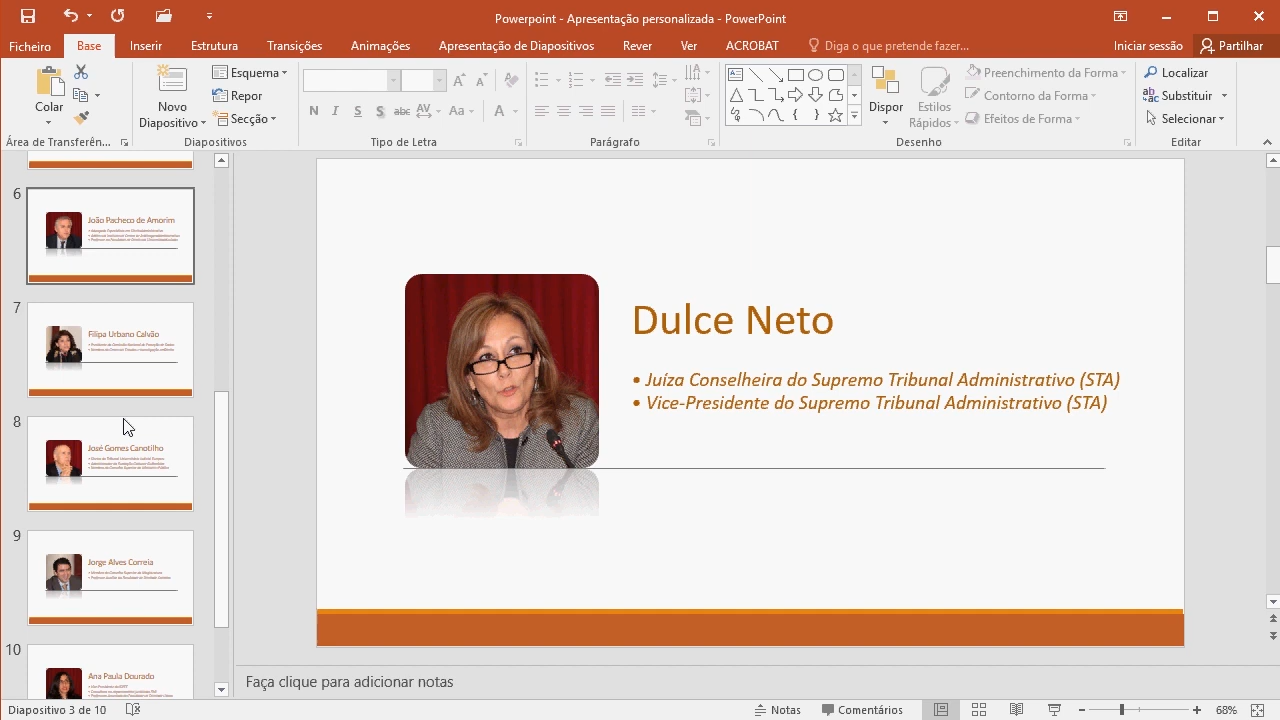 Powerpoint - Apresentação personalizada - PowerPoint
Ficheiro Base Inserir Estrutura Transições Animações Apresentação de Diapositivos Rever Ver ACROBAT Diga o que pretende fazer... Iniciar sessão Partilhar
Colar
Novo
Diapositivo
Esquema
Repor
Secção
N I S S abc AV Aa A
Dispor
Estilos
Rápidos
Preenchimento da Forma
Contorno da Forma
Efeitos de Forma
Localizar
Substituir
Selecionar
Área de Transferên... Diapositivos Tipo de Letra Parágrafo Desenho Editar
6
João Pacheco de Amorim
7
Filipa Urbano Calvão
8
José Gomes Canotilho
9
Jorge Alves Correia
10
Ana Paula Dourado
Dulce Neto
• Juíza Conselheira do Supremo Tribunal Administrativo (STA)
• Vice-Presidente do Supremo Tribunal Administrativo (STA)
Faça clique para adicionar notas
Diapositivo 3 de 10 Notas Comentários 68%